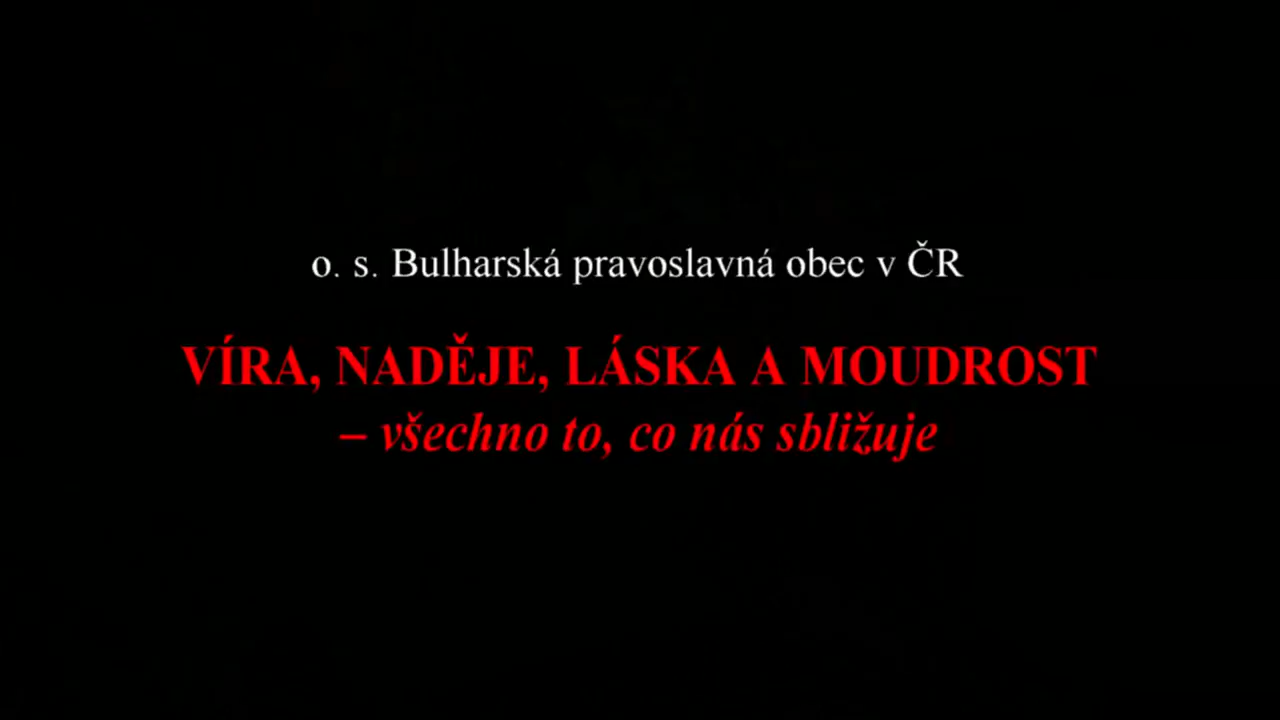 o. s. Bulharská pravoslavná obec v ČR
VÍRA, NADĚJE, LÁSKA A MOUDROST
– všechno to, co nás sbližuje